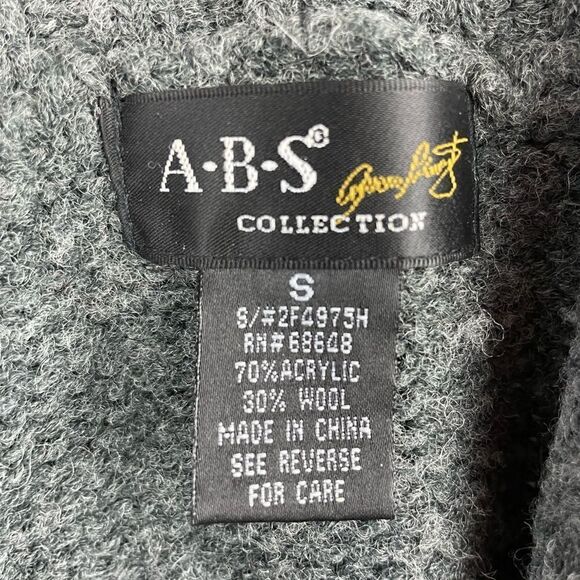 A·B·S®
COLLECTION
S
S/#2F4975H
RN#68648
70%ACRYLIC
30% WOOL
MADE IN CHINA
SEE REVERSE
FOR CARE